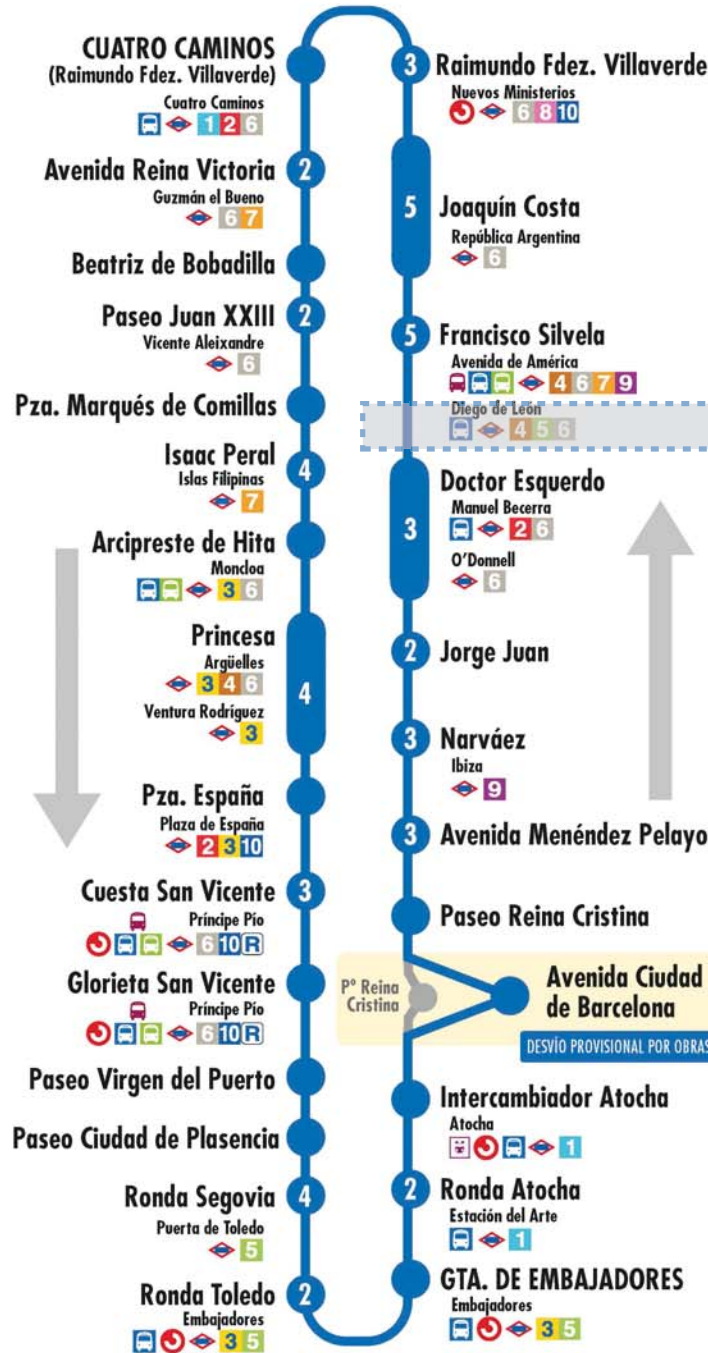 CUATRO CAMINOS
(Raimundo Fdez. Villaverde)
Cuatro Caminos
1 2 6
2
Avenida Reina Victoria
Guzmán el Bueno
6 7
Beatriz de Bobadilla
2
Paseo Juan XXIII
Vicente Aleixandre
6
Pza. Marqués de Comillas
4
Isaac Peral
Islas Filipinas
7
Arcipreste de Hita
Moncloa
3 6
Princesa
Argüelles
3 4 6
4
Ventura Rodríguez
3
Pza. España
Plaza de España
2 3 10
3
Cuesta San Vicente
Príncipe Pío
6 10 R
Glorieta San Vicente
Príncipe Pío
6 10 R
Paseo Virgen del Puerto
Paseo Ciudad de Plasencia
4
Ronda Segovia
Puerta de Toledo
5
2
Ronda Toledo
Embajadores
3 5
3
Raimundo Fdez. Villaverde
Nuevos Ministerios
6 8 10
5
Joaquín Costa
República Argentina
6
5
Francisco Silvela
Avenida de América
4 6 7 9
Diego de León
4 5 6
Doctor Esquerdo
Manuel Becerra
3
2 6
O'Donnell
6
2
Jorge Juan
3
Narváez
Ibiza
9
3
Avenida Menéndez Pelayo
Paseo Reina Cristina
Pº Reina
Cristina
Avenida Ciudad
de Barcelona
DESVÍO PROVISIONAL POR OBRAS
Intercambiador Atocha
Atocha
1
2
Ronda Atocha
Estación del Arte
1
GTA. DE EMBAJADORES
Embajadores
3 5